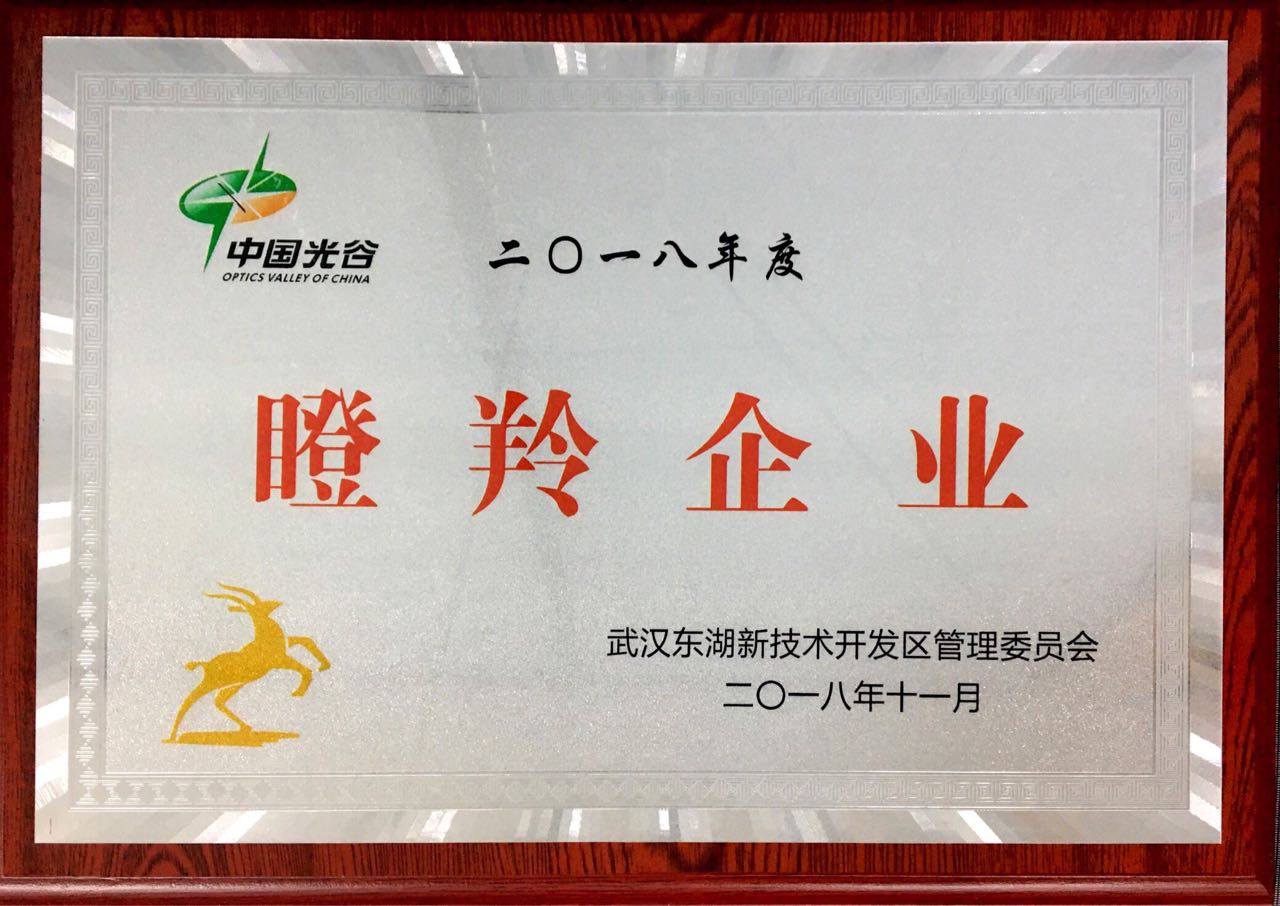 中国光谷
OPTICS VALLEY OF CHINA
二〇一八年度
瞪羚企业
武汉东湖新技术开发区管理委员会
二〇一八年十一月